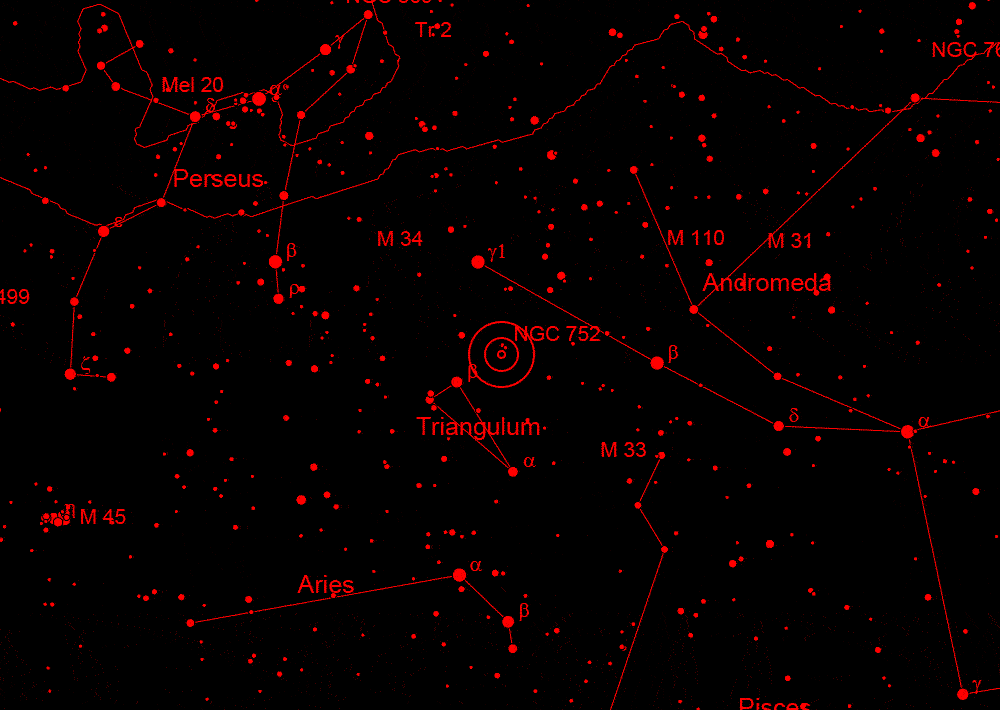 Tr 2
γ
NGC 76
Mel 20
α
δ
Perseus
ε
M 34
γ1
M 110
M 31
β
Andromeda
ρ
499
NGC 752
β
ζ
β
δ
α
Triangulum
M 33
α
η
M 45
α
Aries
β
γ
Pisces